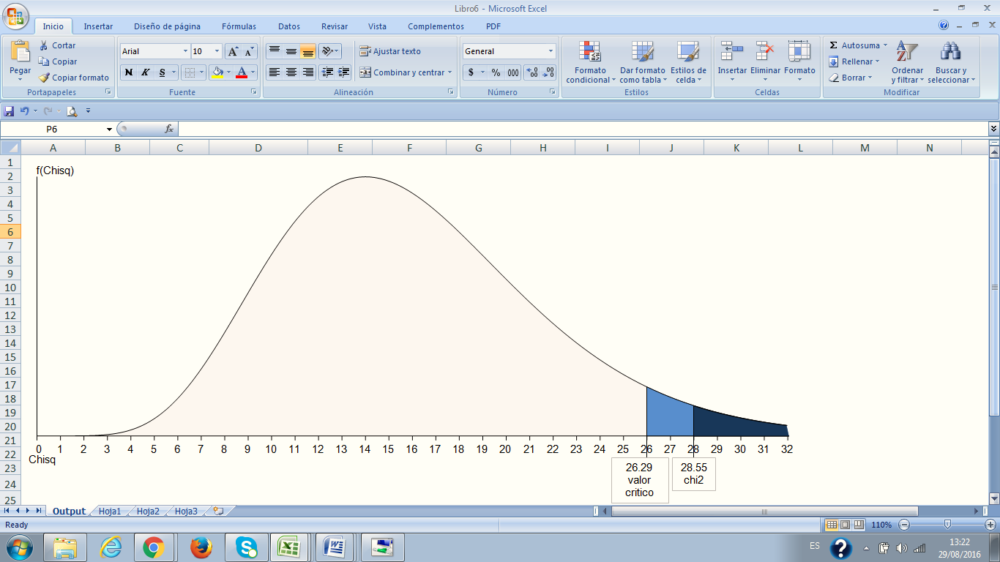 Libro6 - Microsoft Excel
Inicio Insertar Diseño de página Fórmulas Datos Revisar Vista Complementos PDF
Pegar
Cortar
Copiar
Copiar formato
Portapapeles
Arial 10
N K S
Fuente
Ajustar texto
Combinar y centrar
Alineación
General
$ % 000
Número
Formato condicional
Dar formato como tabla
Estilos de celda
Estilos
Insertar Eliminar Formato
Celdas
Σ Autosuma
Rellenar
Borrar
Ordenar y filtrar
Buscar y seleccionar
Modificar
P6 fx
A B C D E F G H I J K L M N
1
2
3
4
5
6
7
8
9
10
11
12
13
14
15
16
17
18
19
20
21
22
23
24
25
f(Chisq)
0 1 2 3 4 5 6 7 8 9 10 11 12 13 14 15 16 17 18 19 20 21 22 23 24 25 26 27 28 29 30 31 32
Chisq
26.29
valor
critico
28.55
chi2
Output Hoja1 Hoja2 Hoja3
Ready 110%
ES 13:22
29/08/2016